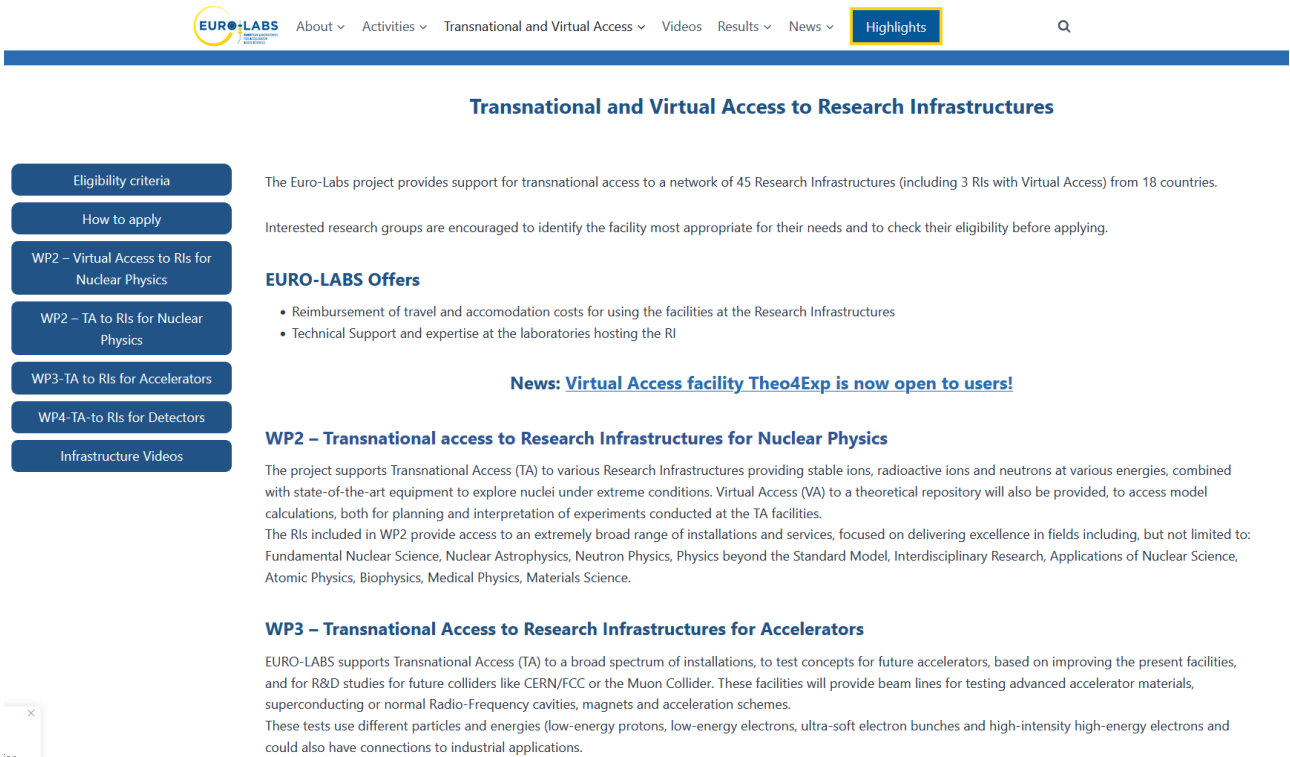 EURO-LABS
About
Activities
Transnational and Virtual Access
Videos
Results
News
Highlights
Transnational and Virtual Access to Research Infrastructures
Eligibility criteria
How to apply
WP2 – Virtual Access to RIs for
Nuclear Physics
WP2 – TA to RIs for Nuclear
Physics
WP3-TA to RIs for Accelerators
WP4-TA-to RIs for Detectors
Infrastructure Videos
The Euro-Labs project provides support for transnational access to a network of 45 Research Infrastructures (including 3 RIs with Virtual Access) from 18 countries.
Interested research groups are encouraged to identify the facility most appropriate for their needs and to check their eligibility before applying.
EURO-LABS Offers
• Reimbursement of travel and accomodation costs for using the facilities at the Research Infrastructures
• Technical Support and expertise at the laboratories hosting the RI
News: Virtual Access facility Theo4Exp is now open to users!
WP2 – Transnational access to Research Infrastructures for Nuclear Physics
The project supports Transnational Access (TA) to various Research Infrastructures providing stable ions, radioactive ions and neutrons at various energies, combined
with state-of-the-art equipment to explore nuclei under extreme conditions. Virtual Access (VA) to a theoretical repository will also be provided, to access model
calculations, both for planning and interpretation of experiments conducted at the TA facilities.
The RIs included in WP2 provide access to an extremely broad range of installations and services, focused on delivering excellence in fields including, but not limited to:
Fundamental Nuclear Science, Nuclear Astrophysics, Neutron Physics, Physics beyond the Standard Model, Interdisciplinary Research, Applications of Nuclear Science,
Atomic Physics, Biophysics, Medical Physics, Materials Science.
WP3 – Transnational Access to Research Infrastructures for Accelerators
EURO-LABS supports Transnational Access (TA) to a broad spectrum of installations, to test concepts for future accelerators, based on improving the present facilities,
and for R&D studies for future colliders like CERN/FCC or the Muon Collider. These facilities will provide beam lines for testing advanced accelerator materials,
superconducting or normal Radio-Frequency cavities, magnets and acceleration schemes.
These tests use different particles and energies (low-energy protons, low-energy electrons, ultra-soft electron bunches and high-intensity high-energy electrons and
could also have connections to industrial applications.